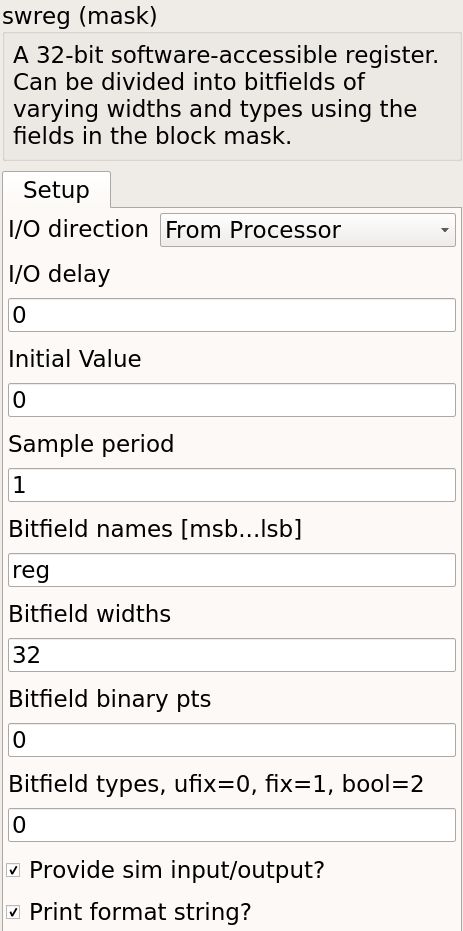 swreg (mask)
A 32-bit software-accessible register.
Can be divided into bitfields of
varying widths and types using the
fields in the block mask.
Setup
I/O direction From Processor
I/O delay
0
Initial Value
0
Sample period
1
Bitfield names [msb...lsb]
reg
Bitfield widths
32
Bitfield binary pts
0
Bitfield types, ufix=0, fix=1, bool=2
0
Provide sim input/output?
Print format string?